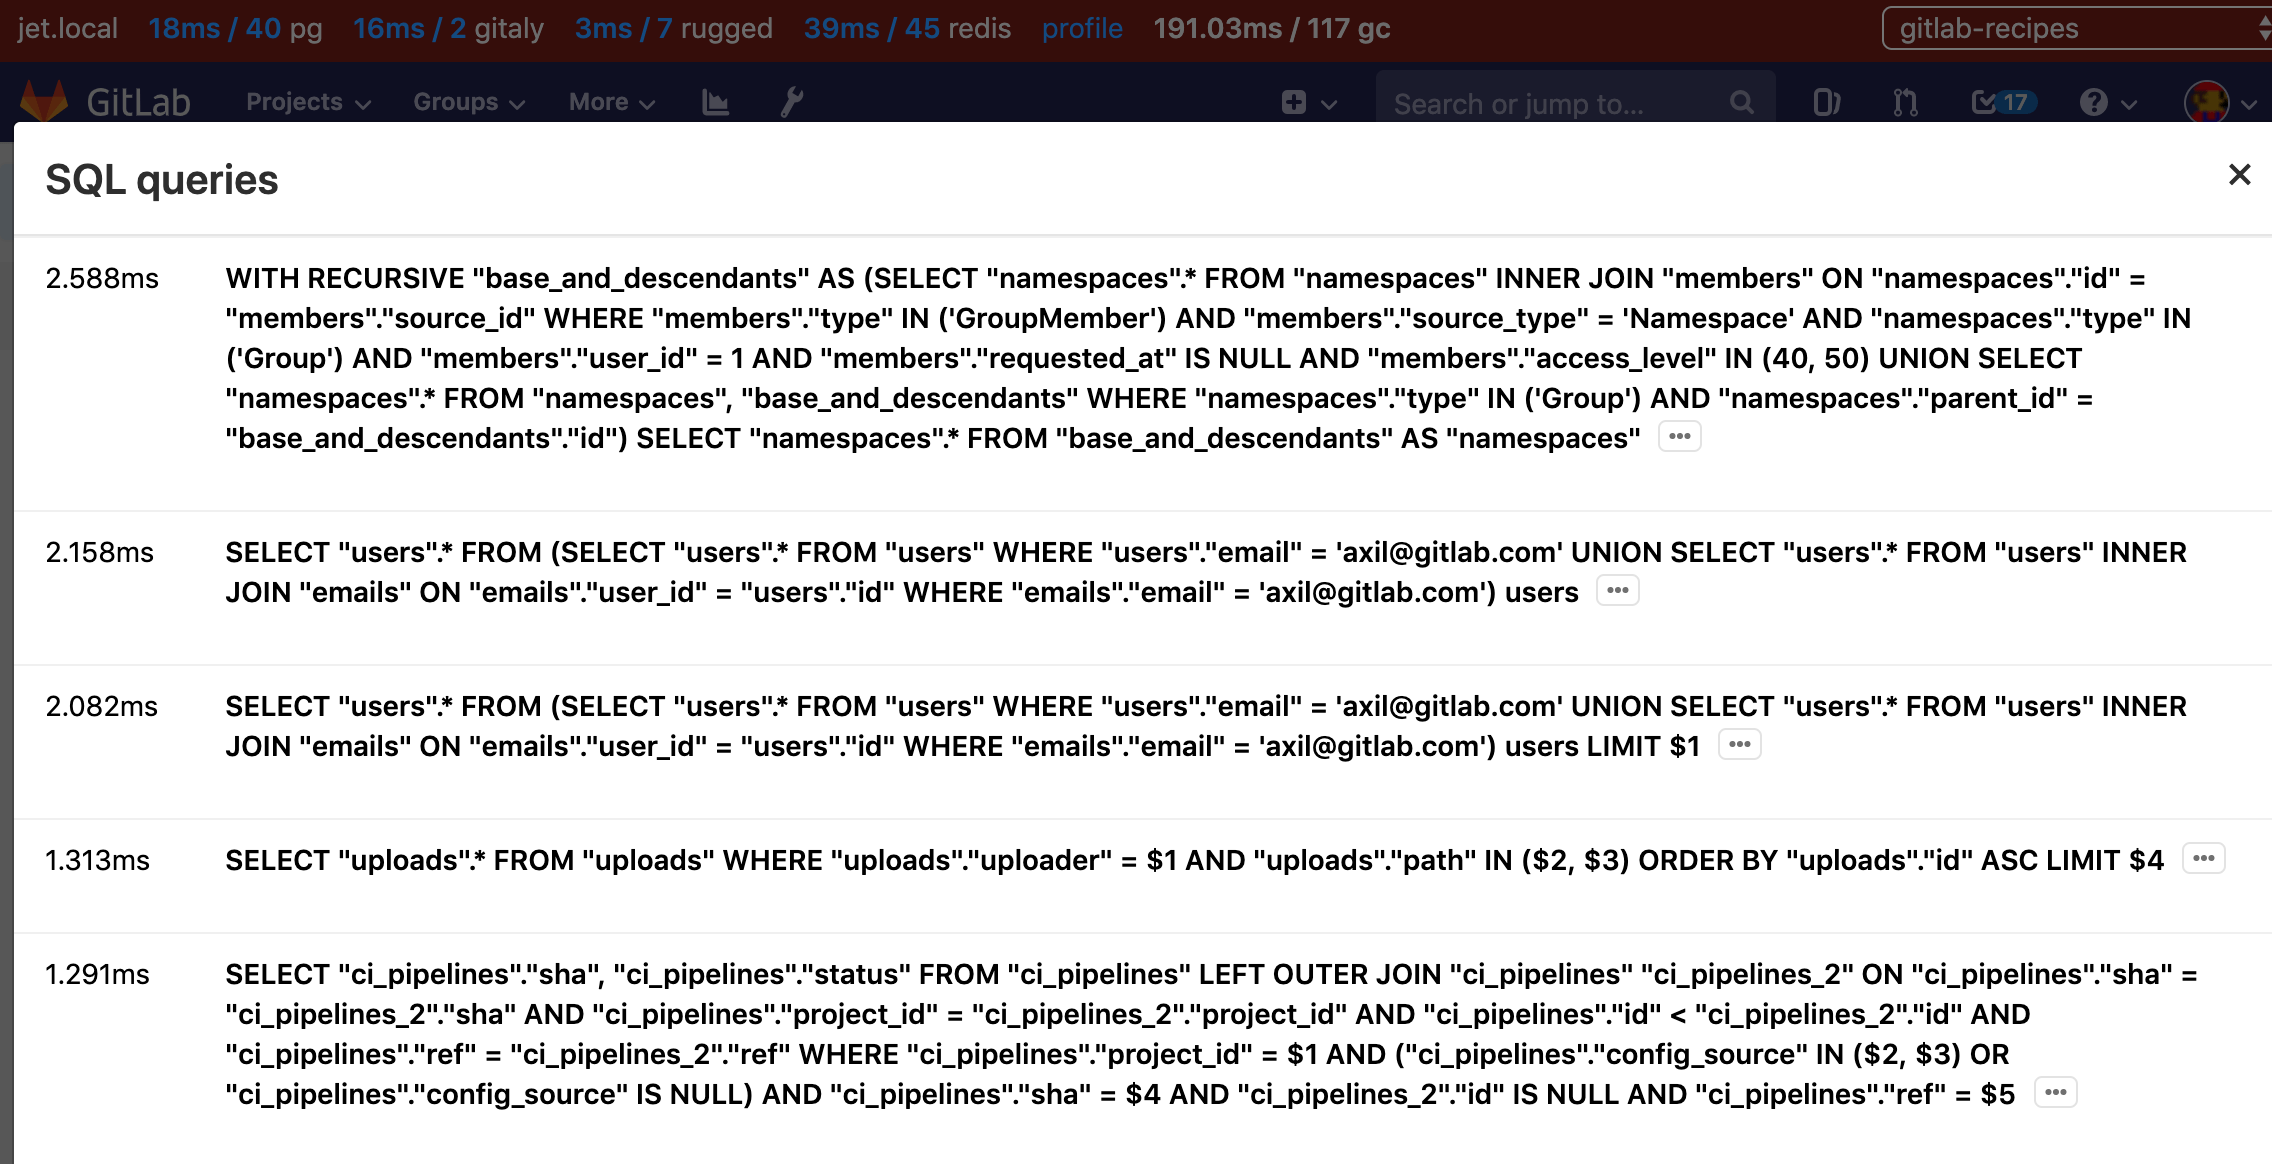 jet.local 18ms / 40 pg 16ms / 2 gitaly 3ms / 7 rugged 39ms / 45 redis profile 191.03ms / 117 gc gitlab-recipes
GitLab Projects Groups More Search or jump to... 17
SQL queries
2.588ms WITH RECURSIVE "base_and_descendants" AS (SELECT "namespaces".* FROM "namespaces" INNER JOIN "members" ON "namespaces"."id" =
"members"."source_id" WHERE "members"."type" IN ('GroupMember') AND "members"."source_type" = 'Namespace' AND "namespaces"."type" IN
('Group') AND "members"."user_id" = 1 AND "members"."requested_at" IS NULL AND "members"."access_level" IN (40, 50) UNION SELECT
"namespaces".* FROM "namespaces", "base_and_descendants" WHERE "namespaces"."type" IN ('Group') AND "namespaces"."parent_id" =
"base_and_descendants"."id") SELECT "namespaces".* FROM "base_and_descendants" AS "namespaces"
2.158ms SELECT "users".* FROM (SELECT "users".* FROM "users" WHERE "users"."email" = 'axil@gitlab.com' UNION SELECT "users".* FROM "users" INNER
JOIN "emails" ON "emails"."user_id" = "users"."id" WHERE "emails"."email" = 'axil@gitlab.com') users
2.082ms SELECT "users".* FROM (SELECT "users".* FROM "users" WHERE "users"."email" = 'axil@gitlab.com' UNION SELECT "users".* FROM "users" INNER
JOIN "emails" ON "emails"."user_id" = "users"."id" WHERE "emails"."email" = 'axil@gitlab.com') users LIMIT $1
1.313ms SELECT "uploads".* FROM "uploads" WHERE "uploads"."uploader" = $1 AND "uploads"."path" IN ($2, $3) ORDER BY "uploads"."id" ASC LIMIT $4
1.291ms SELECT "ci_pipelines"."sha", "ci_pipelines"."status" FROM "ci_pipelines" LEFT OUTER JOIN "ci_pipelines" "ci_pipelines_2" ON "ci_pipelines"."sha" =
"ci_pipelines_2"."sha" AND "ci_pipelines"."project_id" = "ci_pipelines_2"."project_id" AND "ci_pipelines"."id" < "ci_pipelines_2"."id" AND
"ci_pipelines"."ref" = "ci_pipelines_2"."ref" WHERE "ci_pipelines"."project_id" = $1 AND ("ci_pipelines"."config_source" IN ($2, $3) OR
"ci_pipelines"."config_source" IS NULL) AND "ci_pipelines"."sha" = $4 AND "ci_pipelines_2"."id" IS NULL AND "ci_pipelines"."ref" = $5